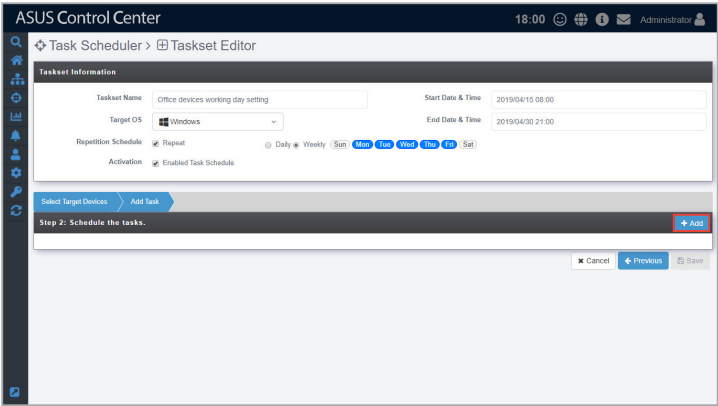 ASUS Control Center
18:00
Administrator
Task Scheduler > Taskset Editor
Taskset Information
Taskset Name
Office devices working day setting
Start Date & Time
2019/04/15 08:00
Target OS
Windows
End Date & Time
2019/04/30 21:00
Repetition Schedule
Repeat
Daily Weekly Sun Mon Tue Wed Thu Fri Sat
Activation
Enabled Task Schedule
Select Target Devices Add Task
Step 2: Schedule the tasks.
+ Add
Cancel Previous Save